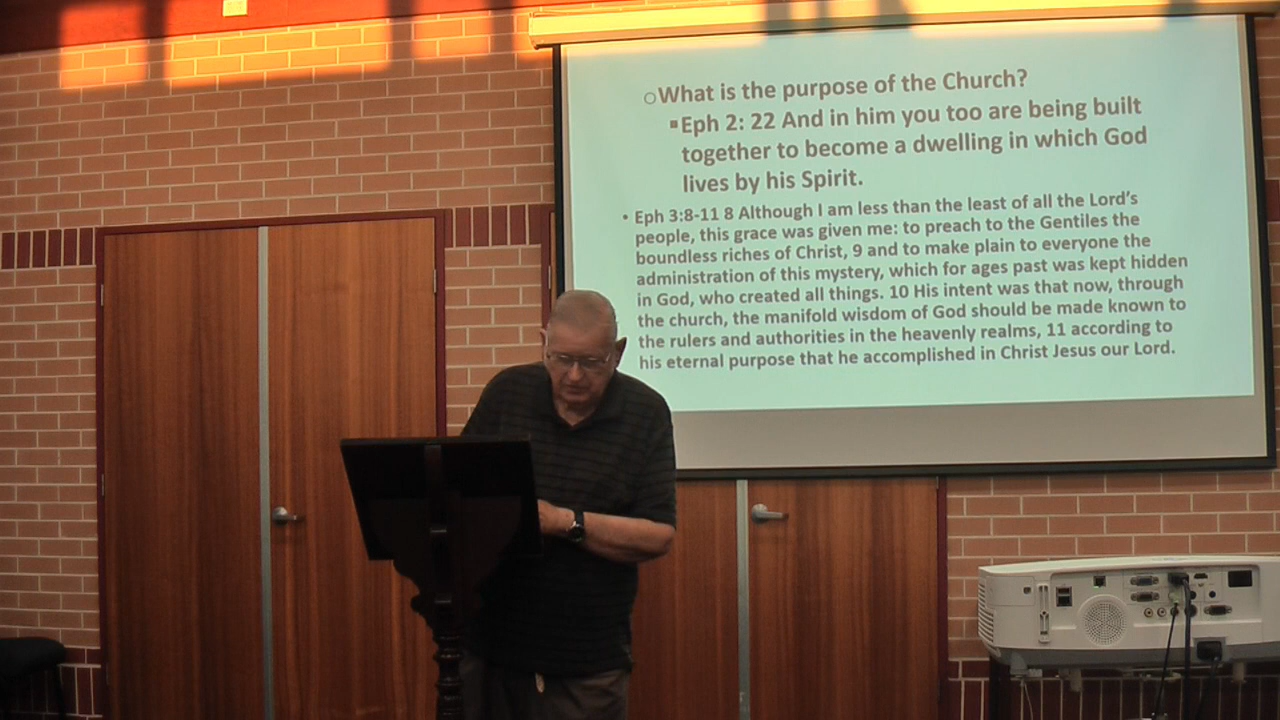 ○What is the purpose of the Church?
▪Eph 2: 22 And in him you too are being built
together to become a dwelling in which God
lives by his Spirit.
• Eph 3:8-11 8 Although I am less than the least of all the Lord's
people, this grace was given me: to preach to the Gentiles the
boundless riches of Christ, 9 and to make plain to everyone the
administration of this mystery, which for ages past was kept hidden
in God, who created all things. 10 His intent was that now, through
the church, the manifold wisdom of God should be made known to
the rulers and authorities in the heavenly realms, 11 according to
his eternal purpose that he accomplished in Christ Jesus our Lord.